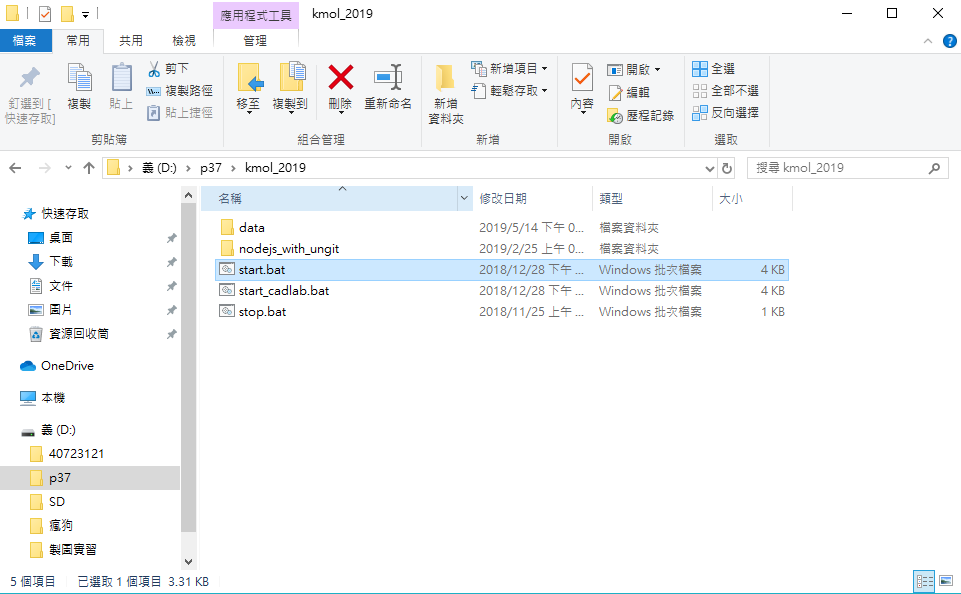 應用程式工具 kmol_2019
檔案 常用 共用 檢視 管理
釘選到 [快速存取]
複製
貼上
剪下
複製路徑
貼上捷徑
剪貼簿
移至
複製到
刪除
重新命名
組合管理
新增資料夾
新增項目
輕鬆存取
新增
內容
開啟
編輯
歷程記錄
開啟
全選
全部不選
反向選擇
選取
義 (D:) › p37 › kmol_2019
搜尋 kmol_2019
快速存取
桌面
下載
文件
圖片
資源回收筒
OneDrive
本機
義 (D:)
40723121
p37
SD
瘋狗
製圖實習
名稱 修改日期 類型 大小
data 2019/5/14 下午 0... 檔案資料夾
nodejs_with_ungit 2019/2/25 上午 0... 檔案資料夾
start.bat 2018/12/28 下午 ... Windows 批次檔案 4 KB
start_cadlab.bat 2018/12/28 下午 ... Windows 批次檔案 4 KB
stop.bat 2018/11/25 上午 ... Windows 批次檔案 1 KB
5 個項目 已選取 1 個項目 3.31 KB